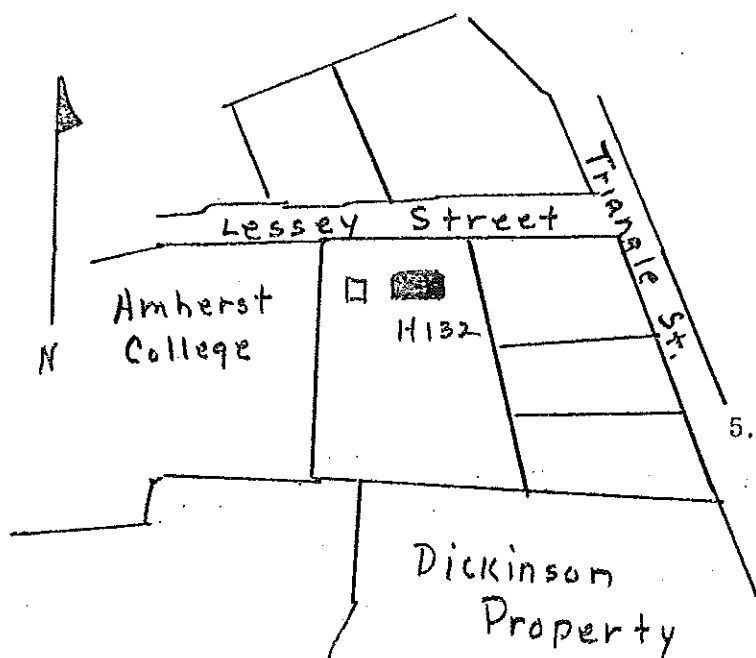 Lessey Street
Triangle St.
Amherst
College
H132
N
5.
Dickinson
Property